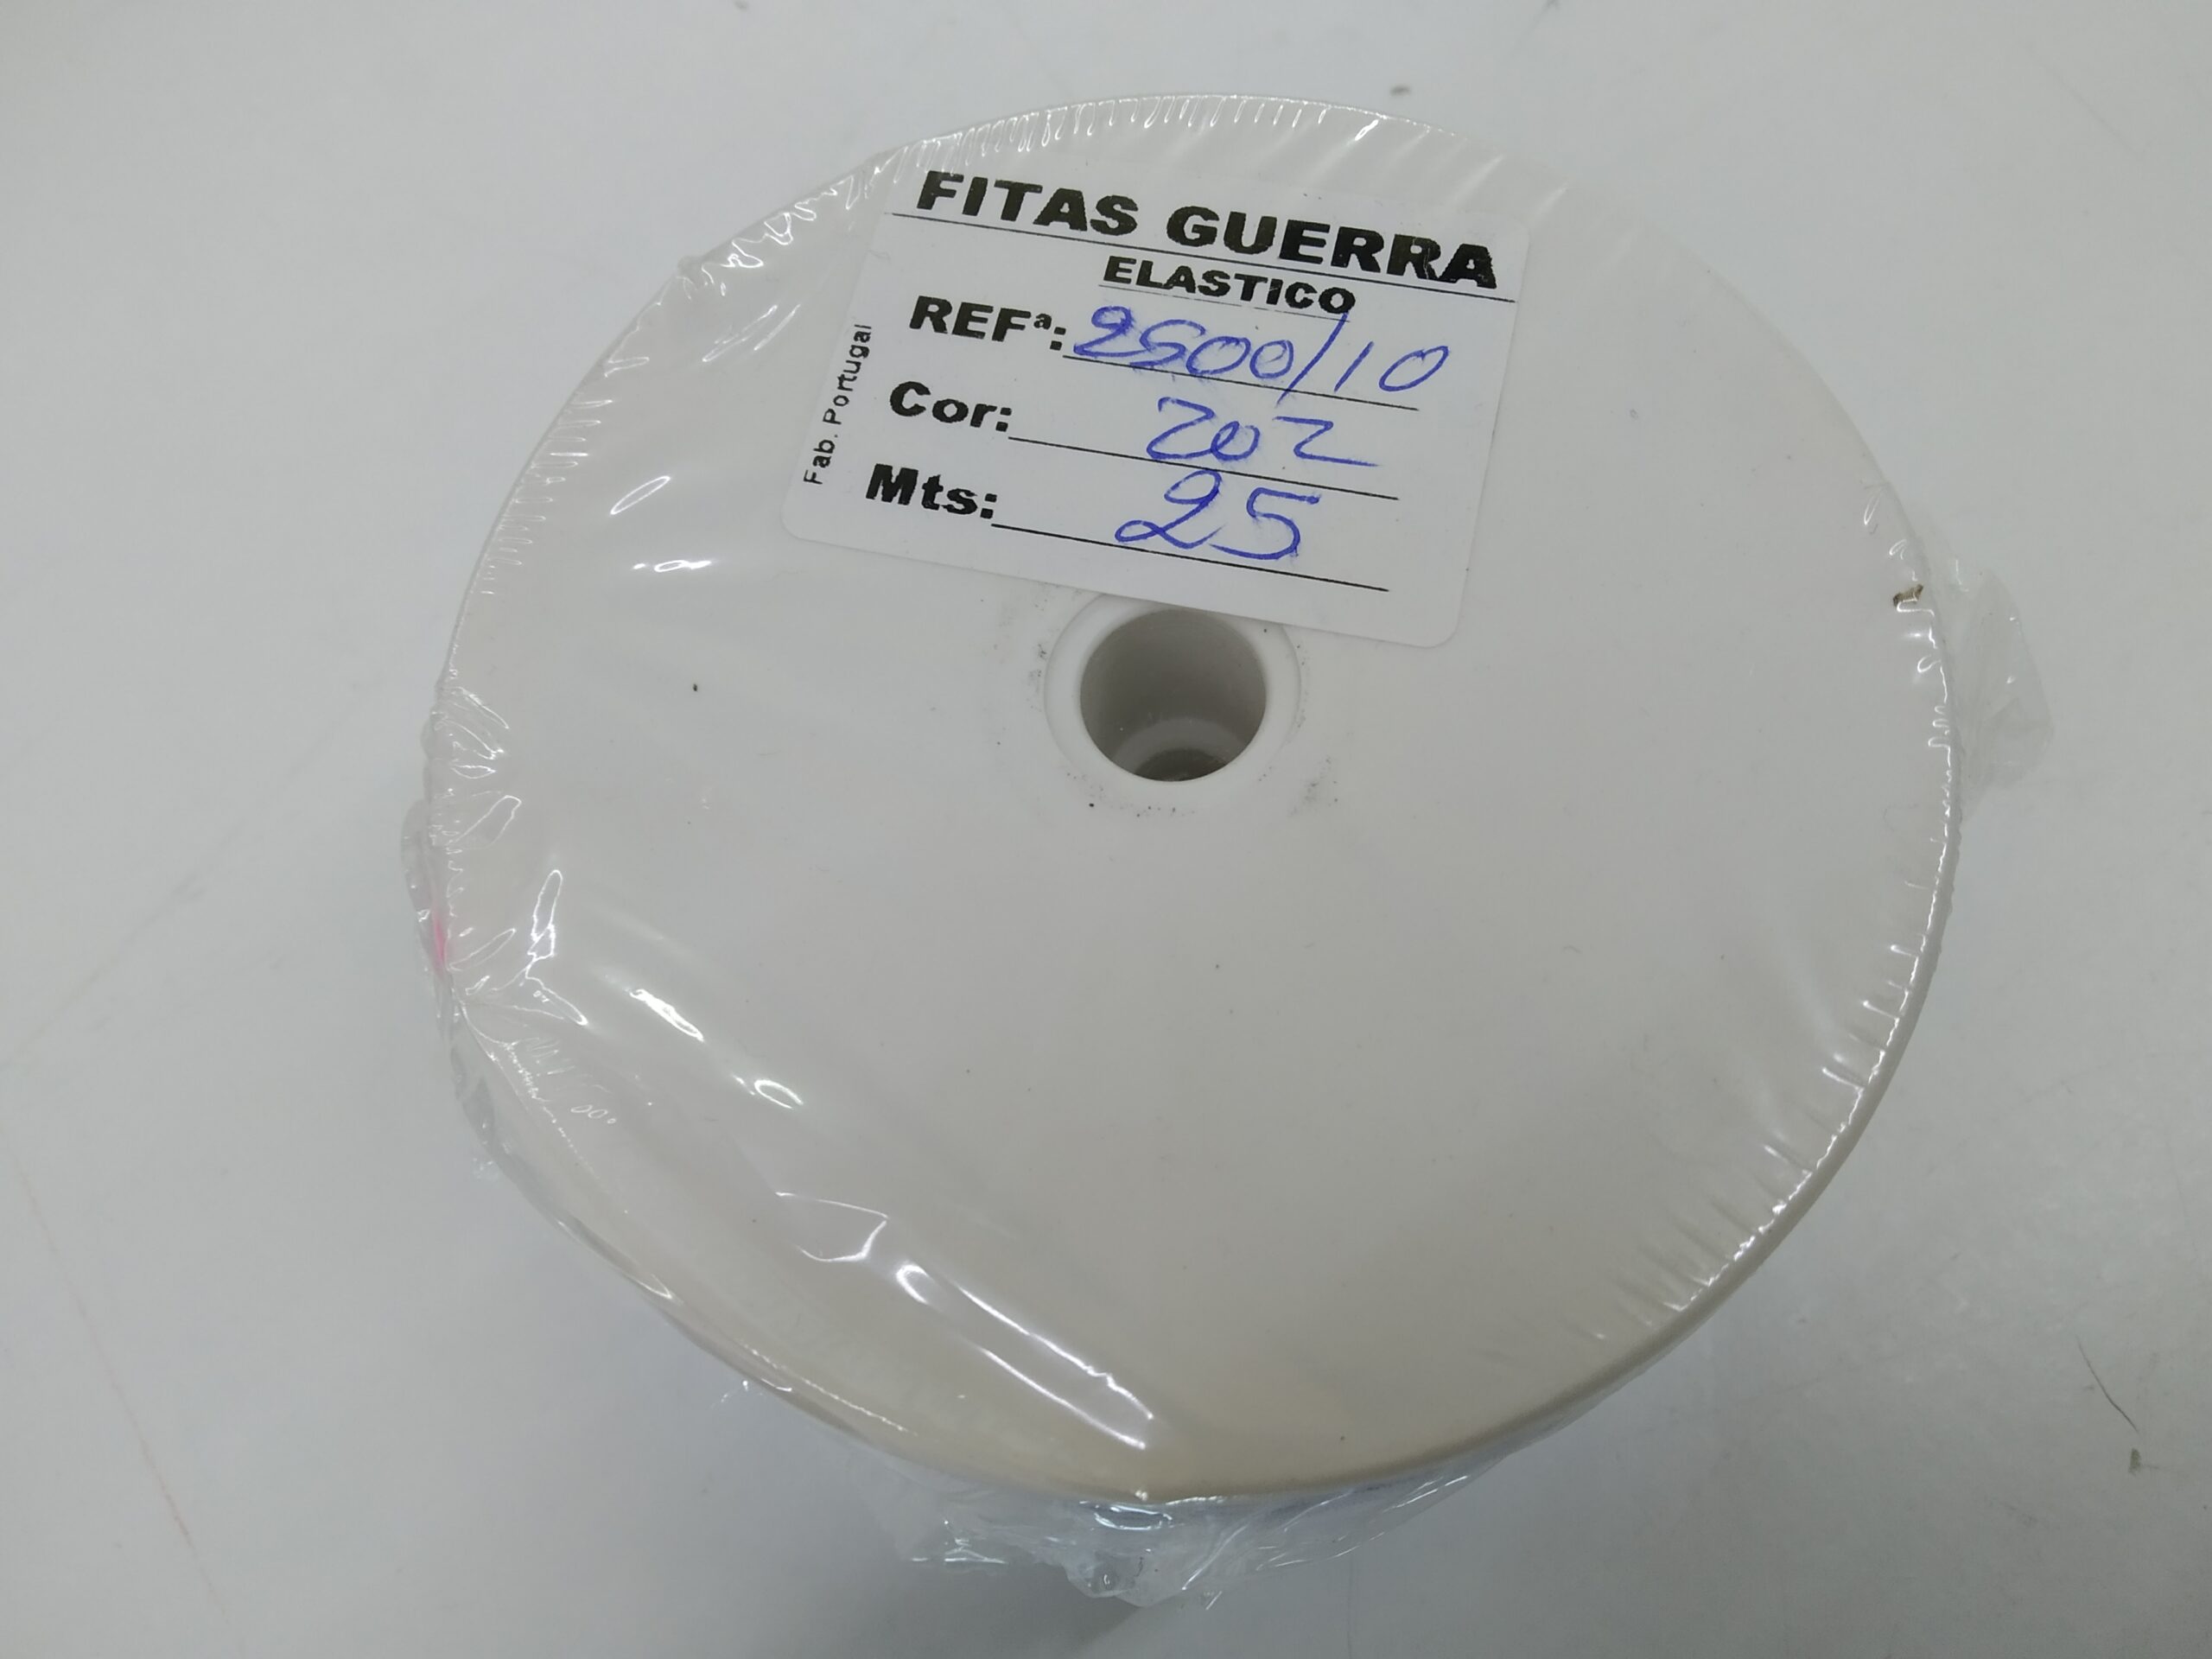 FITAS GUERRA
ELASTICO
REFª: 2500/10
Cor: 202
Mts: 25
Fab. Portugal